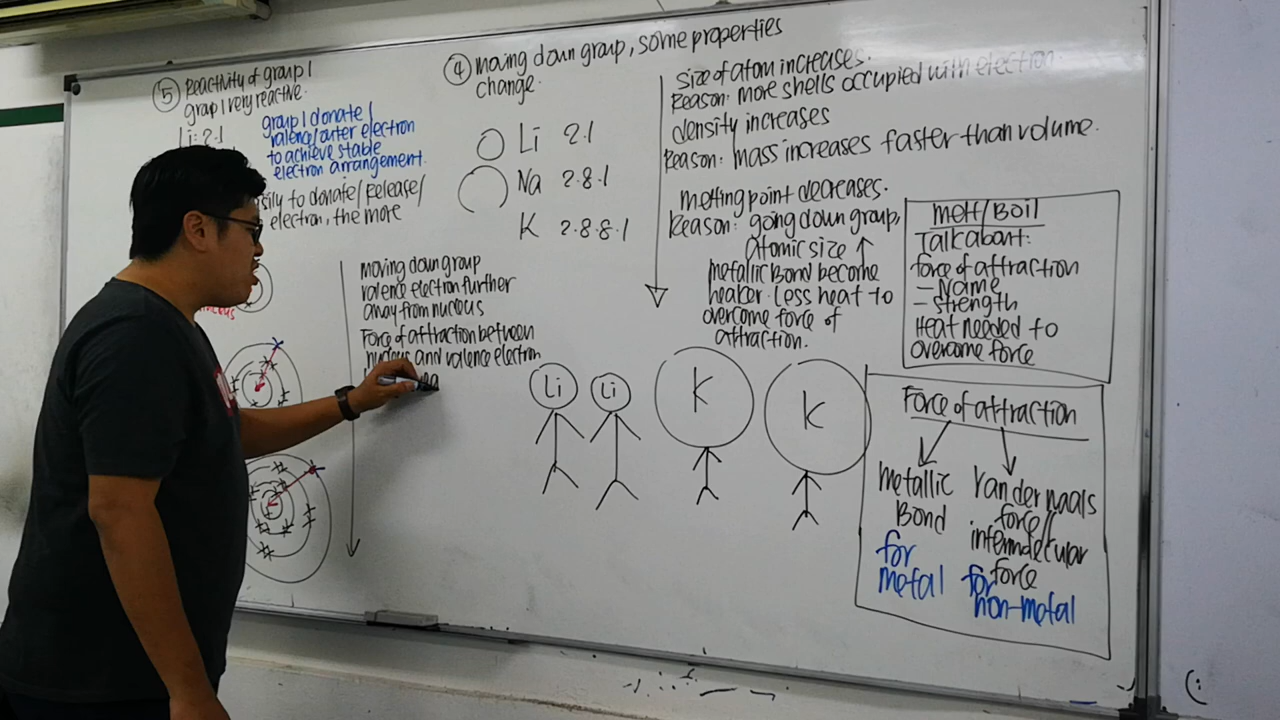 5 Reactivity of group 1
group 1 very reactive.
Li: 2.1
group 1 donate/
valence/outer electron
to achieve stable
electron arrangement.
to donate/release/
electron, the more
moving down group
valence electron further
away from nucleus
Force of attraction between
nucleus and valence electron
4 moving down group, some properties
change.
Li 2.1
Na 2.8.1
K 2.8.8.1
size of atom increases.
Reason: more shells occupied with electron.
density increases
Reason: mass increases faster than volume.
melting point decreases.
Reason: going down group,
atomic size ↑
metallic Bond become
weaker. Less heat to
overcome force of
attraction.
melt/Boil
Talk about:
force of attraction
- Name
- strength
Heat needed to
overcome force
Li Li K K
Force of attraction
metallic
Bond
for
metal
Van der waals
force//
intermolecular
force
for
non-metal